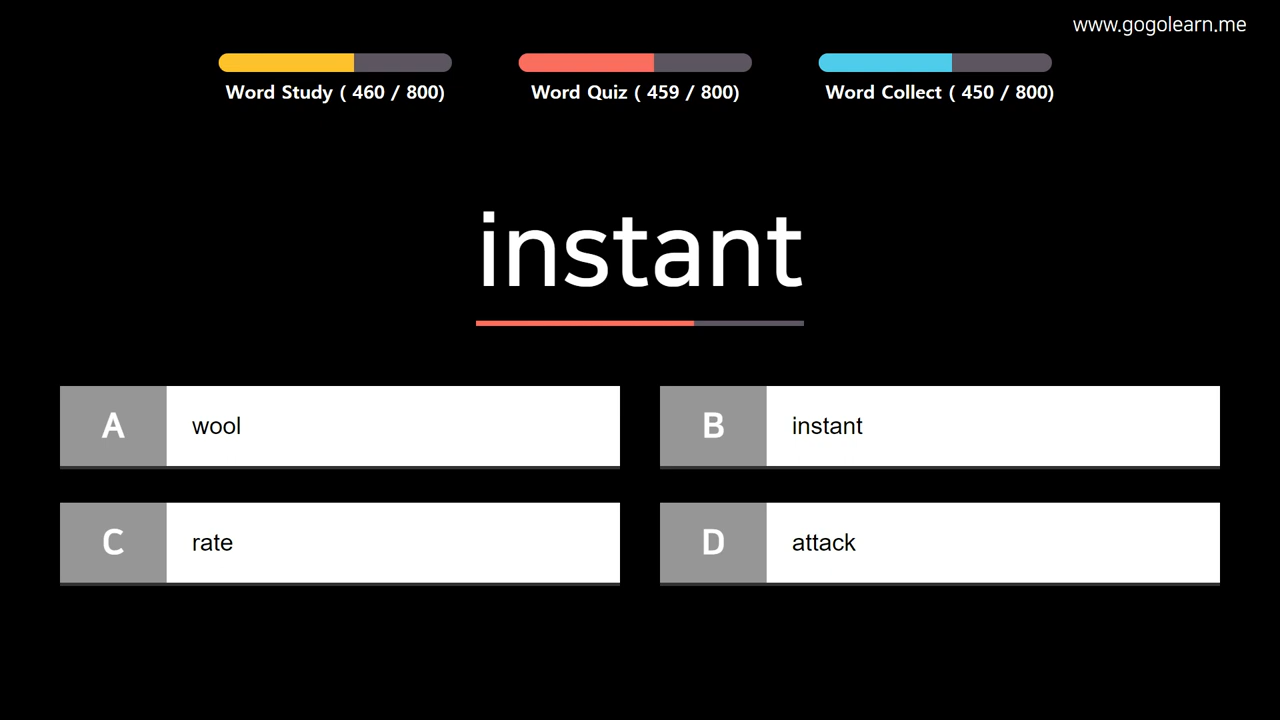 www.gogolearn.me
Word Study ( 460 / 800)
Word Quiz ( 459 / 800)
Word Collect ( 450 / 800)
instant
A wool
B instant
C rate
D attack